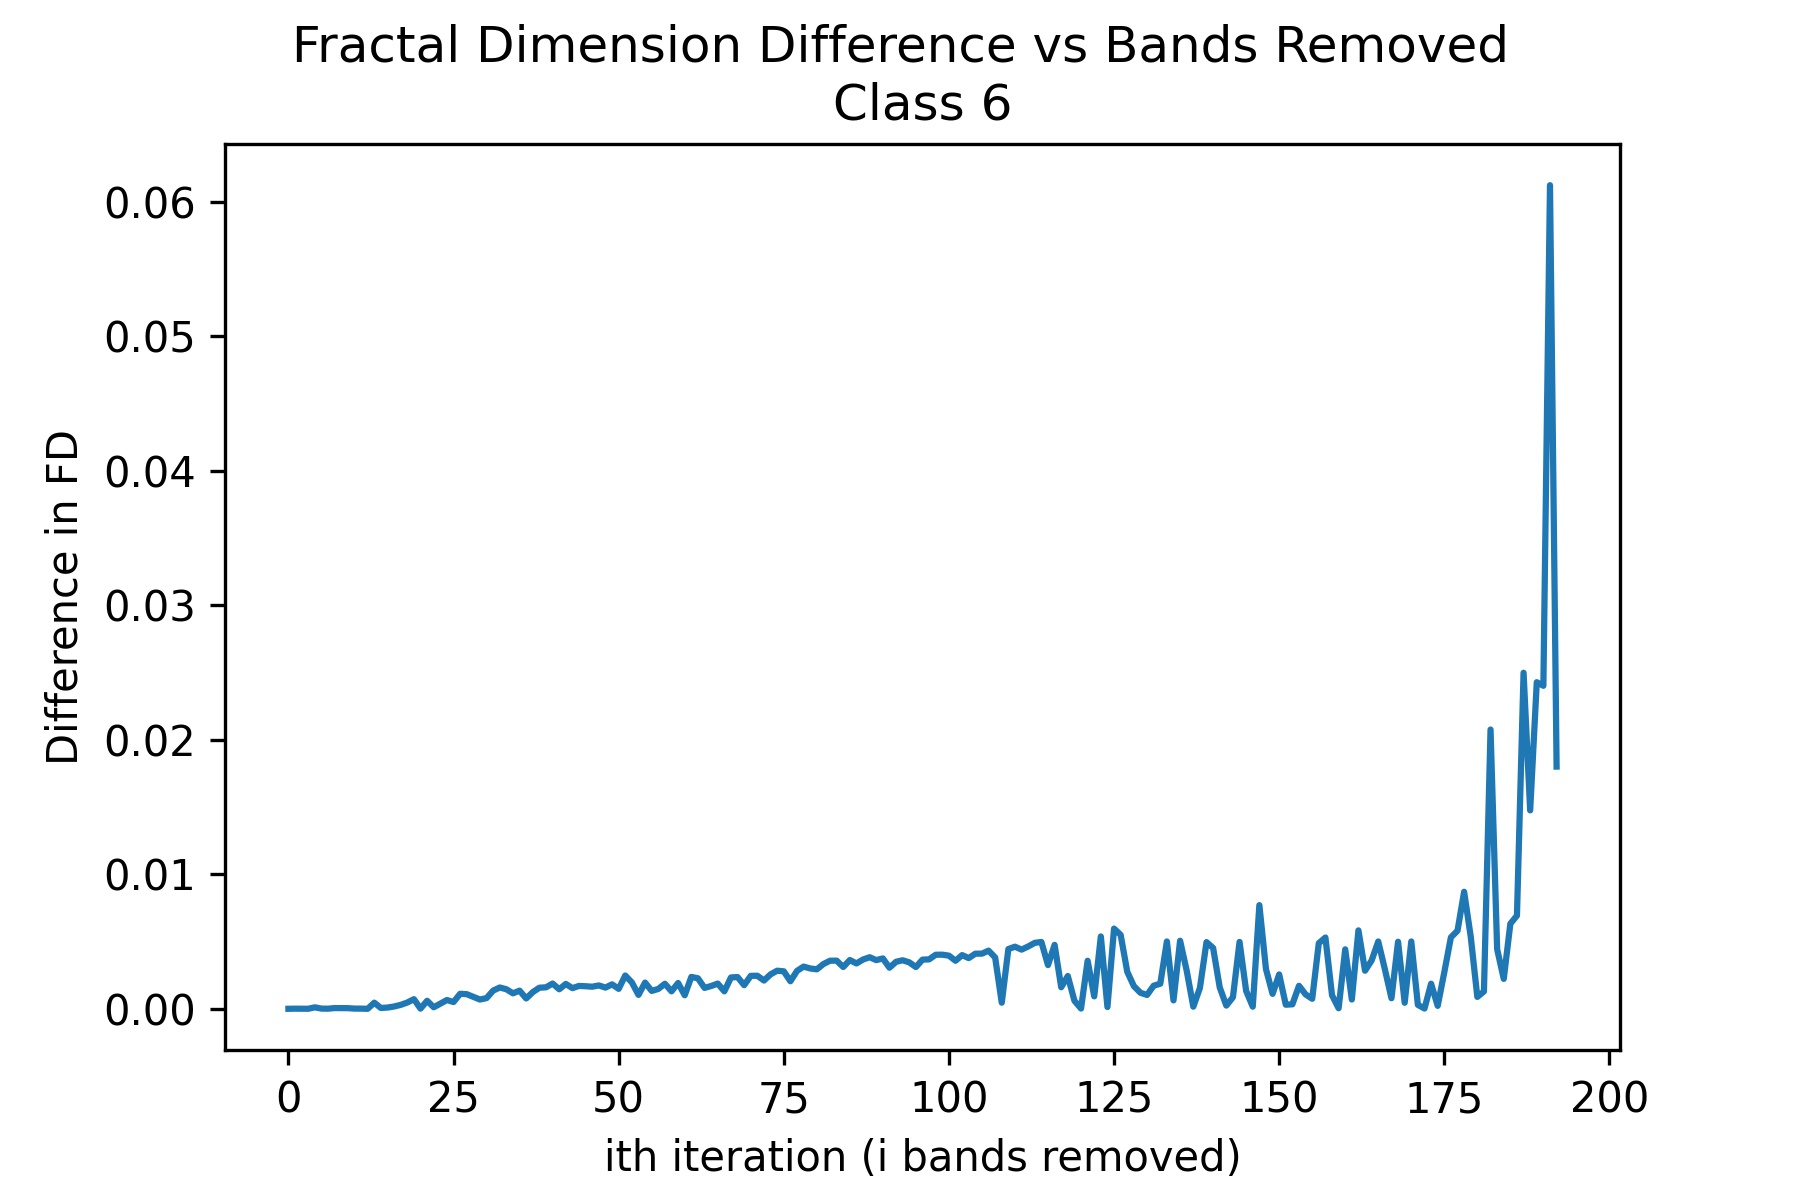 Fractal Dimension Difference vs Bands Removed
Class 6
0.06
0.05
0.04
0.03
0.02
0.01
0.00
Difference in FD
0 25 50 75 100 125 150 175 200
ith iteration (i bands removed)